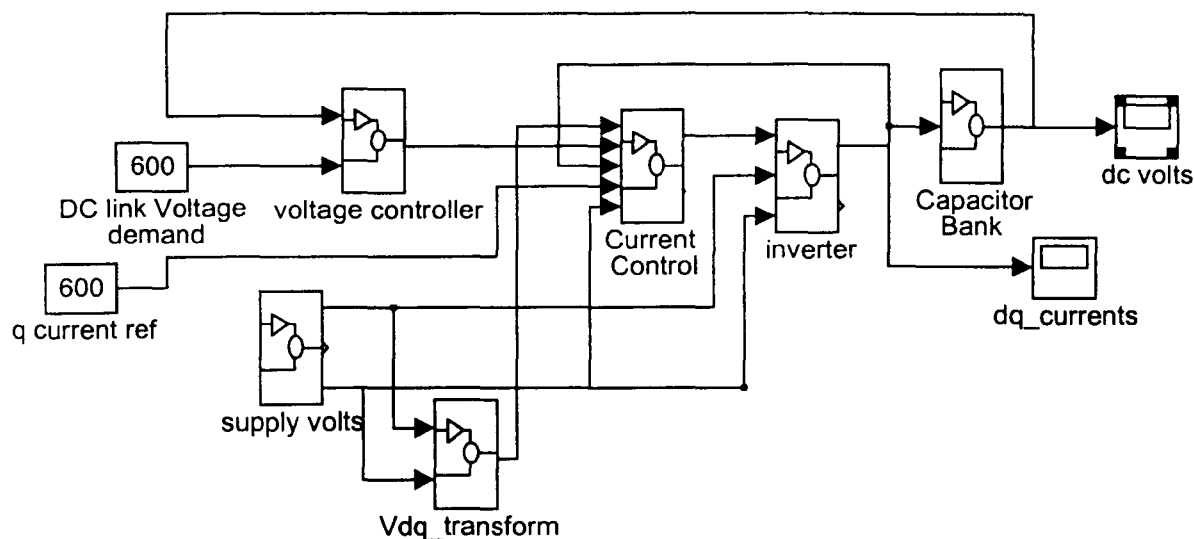 600
DC link Voltage
demand
voltage controller
600
q current ref
supply volts
Vdq_transform
Current
Control
inverter
Capacitor
Bank
dc volts
dq_currents